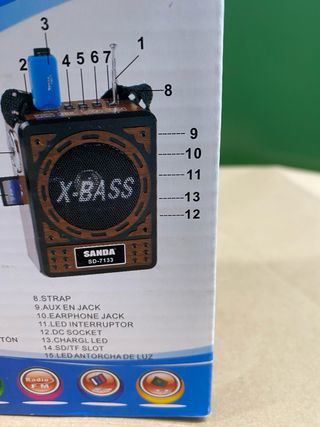 3
1
2
4
5
6
7
8
9
10
11
13
12
X-BASS
SANDA
SD-7133
8.STRAP
9.AUX EN JACK
10.EARPHONE JACK
11.LED INTERRUPTOR
12.DC SOCKET
TÓN 13.CHARGL LED
14.SD/TF SLOT
15.LED ANTORCHA DE LUZ
Radio
FM